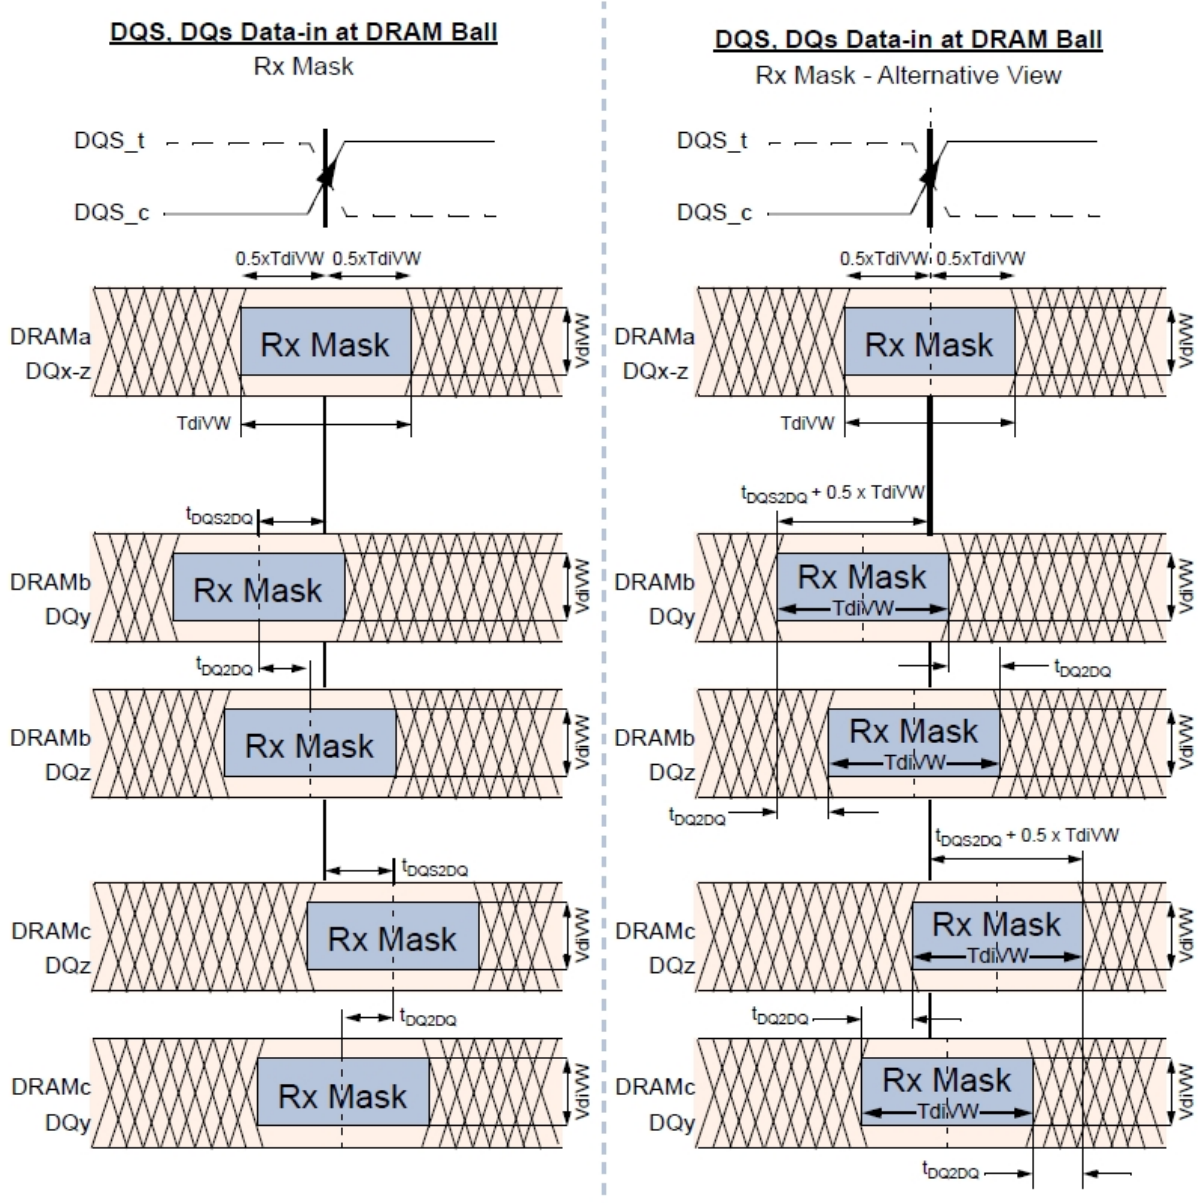 DQS, DQs Data-in at DRAM Ball
Rx Mask
DQS_t
DQS_c
0.5xTdiVW 0.5xTdiVW
DRAMa
DQx-z
Rx Mask
VdiVW
TdiVW
tDQS2DQ
DRAMb
DQy
Rx Mask
VdiVW
tDQ2DQ
DRAMb
DQz
Rx Mask
VdiVW
tDQS2DQ
DRAMc
DQz
Rx Mask
VdiVW
tDQ2DQ
DRAMc
DQy
Rx Mask
VdiVW
DQS, DQs Data-in at DRAM Ball
Rx Mask - Alternative View
DQS_t
DQS_c
0.5xTdiVW 0.5xTdiVW
DRAMa
DQx-z
Rx Mask
VdiVW
TdiVW
tDQS2DQ + 0.5 x TdiVW
DRAMb
DQy
Rx Mask
TdiVW
VdiVW
tDQ2DQ
DRAMb
DQz
Rx Mask
TdiVW
VdiVW
tDQ2DQ
tDQS2DQ + 0.5 x TdiVW
DRAMc
DQz
Rx Mask
TdiVW
VdiVW
tDQ2DQ
DRAMc
DQy
Rx Mask
TdiVW
VdiVW
tDQ2DQ